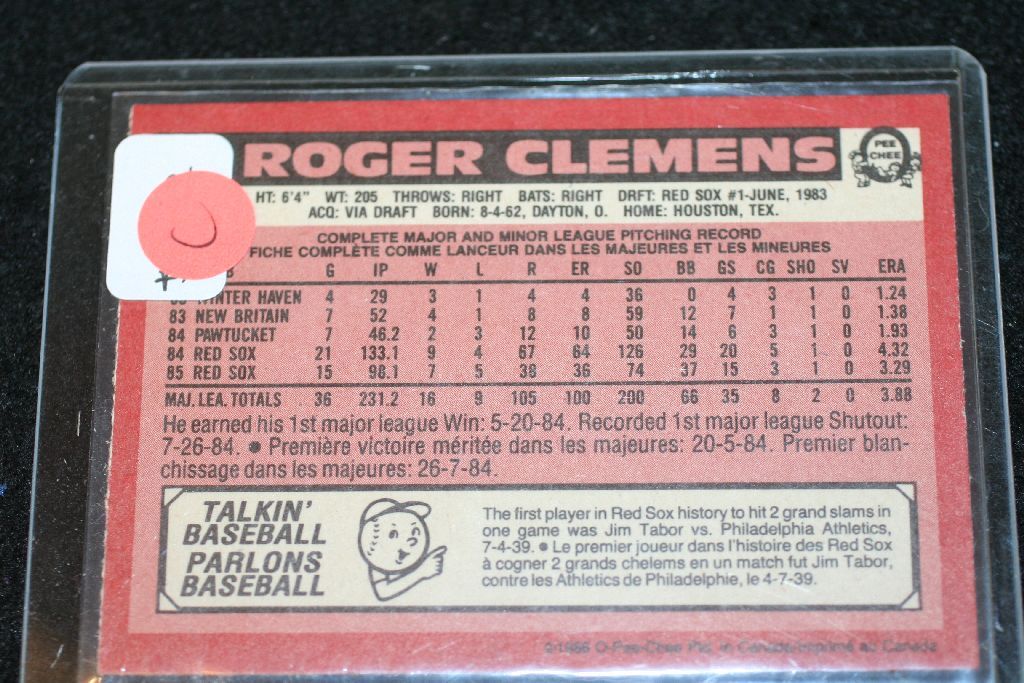 ROGER CLEMENS
PEE
CHEE
HT: 6'4" WT: 205 THROWS: RIGHT BATS: RIGHT DRFT: RED SOX #1-JUNE, 1983
ACQ: VIA DRAFT BORN: 8-4-62, DAYTON, O. HOME: HOUSTON, TEX.
COMPLETE MAJOR AND MINOR LEAGUE PITCHING RECORD
FICHE COMPLÈTE COMME LANCEUR DANS LES MAJEURES ET LES MINEURES
G IP W L R ER SO BB GS CG SHO SV ERA
WINTER HAVEN 4 29 3 1 4 4 36 0 4 3 1 0 1.24
83 NEW BRITAIN 7 52 4 1 8 8 59 12 7 1 1 0 1.38
84 PAWTUCKET 7 46.2 2 3 12 10 50 14 6 3 1 0 1.93
84 RED SOX 21 133.1 9 4 67 64 126 29 20 5 1 0 4.32
85 RED SOX 15 98.1 7 5 38 36 74 37 15 3 1 0 3.29
MAJ. LEA. TOTALS 36 231.2 16 9 105 100 200 66 35 8 2 0 3.88
He earned his 1st major league Win: 5-20-84. Recorded 1st major league Shutout:
7-26-84. ● Première victoire méritée dans les majeures: 20-5-84. Premier blan-
chissage dans les majeures: 26-7-84.
TALKIN'
BASEBALL
PARLONS
BASEBALL
The first player in Red Sox history to hit 2 grand slams in
one game was Jim Tabor vs. Philadelphia Athletics,
7-4-39. ● Le premier joueur dans l'histoire des Red Sox
à cogner 2 grands chelems en un match fut Jim Tabor,
contre les Athletics de Philadelphie, le 4-7-39.
1986 O-Pee-Chee Ptd. in Canada-Imprimé au Canada